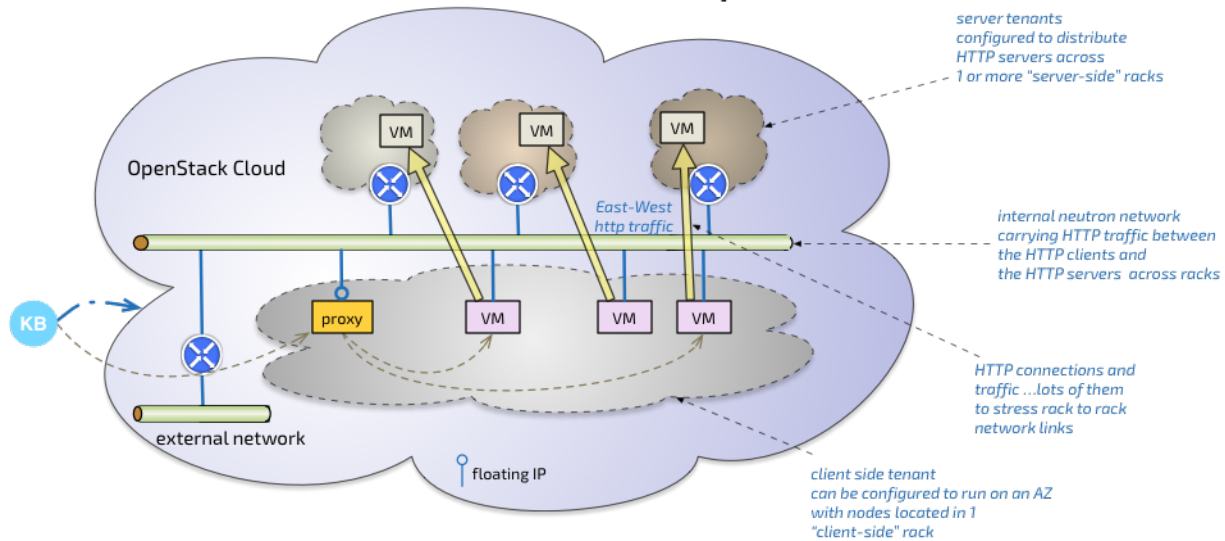 server tenants
configured to distribute
HTTP servers across
1 or more “server-side” racks
VM
VM
VM
OpenStack Cloud
East-West
http traffic
internal neutron network
carrying HTTP traffic between
the HTTP clients and
the HTTP servers across racks
KB
proxy
VM
VM
VM
HTTP connections and
traffic ...lots of them
to stress rack to rack
network links
external network
floating IP
client side tenant
can be configured to run on an AZ
with nodes located in 1
“client-side” rack